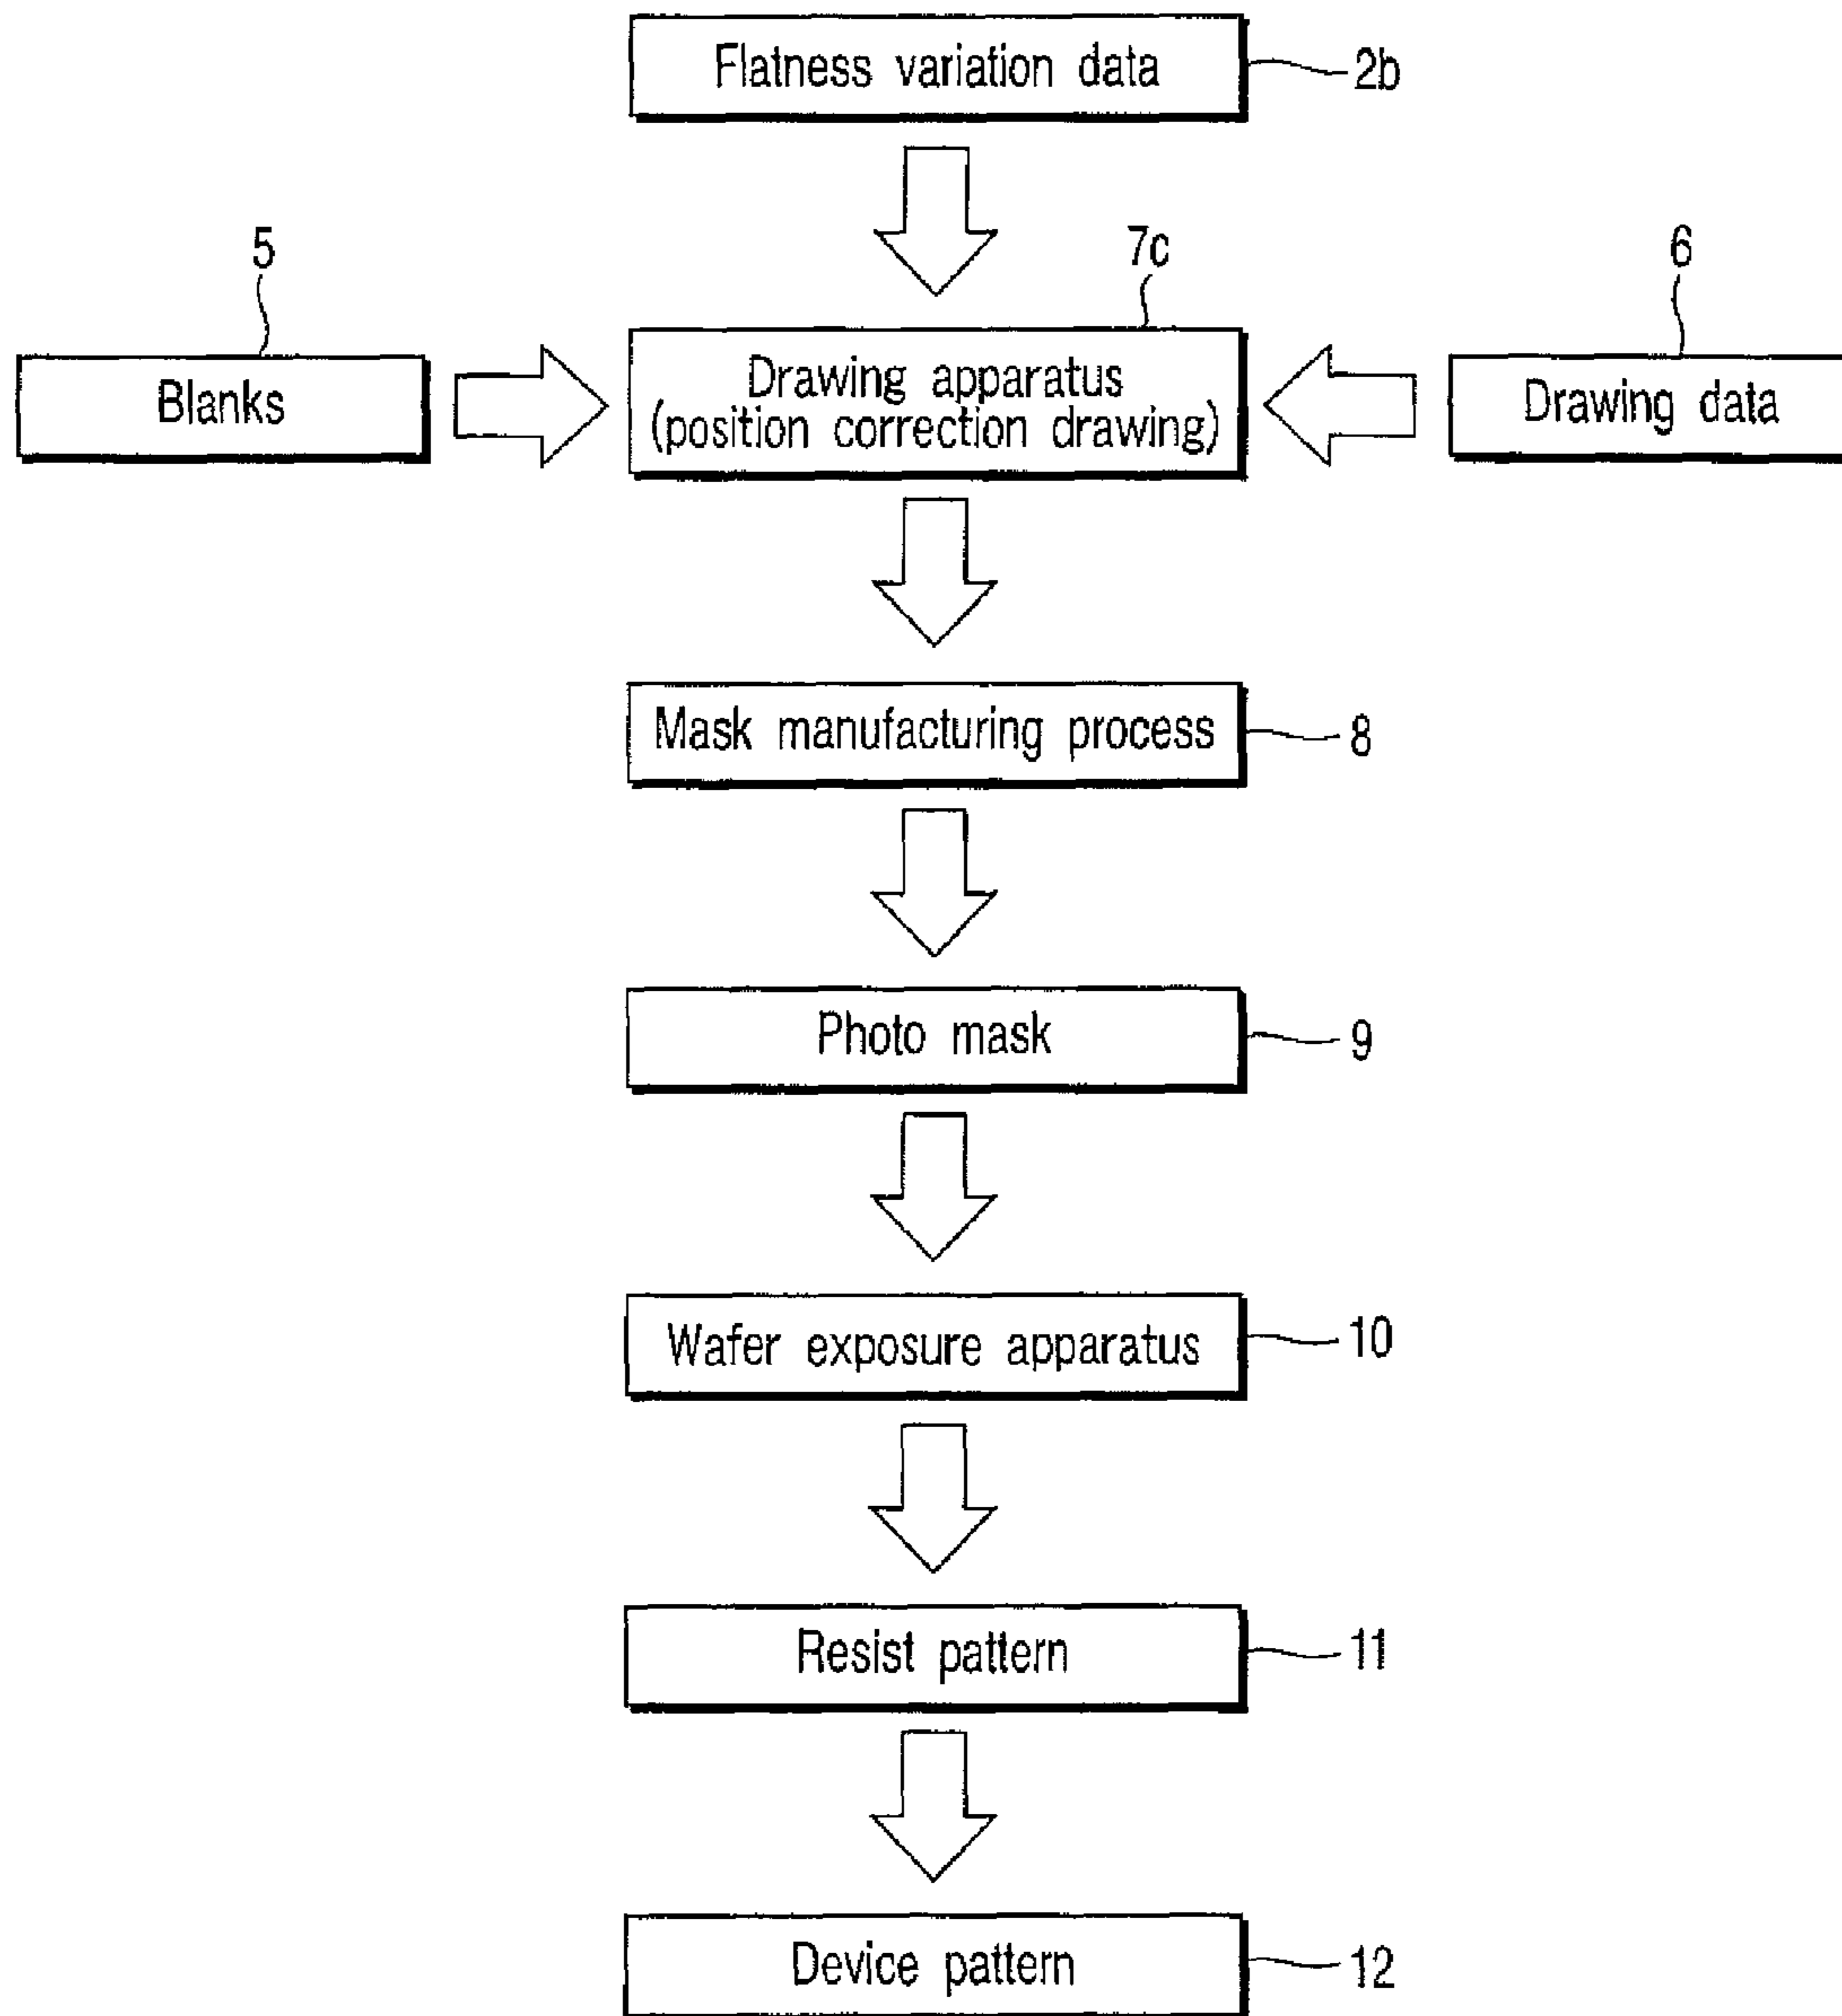 Flatness variation data
2b
5
7c
6
Blanks
Drawing apparatus
(position correction drawing)
Drawing data
Mask manufacturing process
8
Photo mask
9
Wafer exposure apparatus
10
Resist pattern
11
Device pattern
12